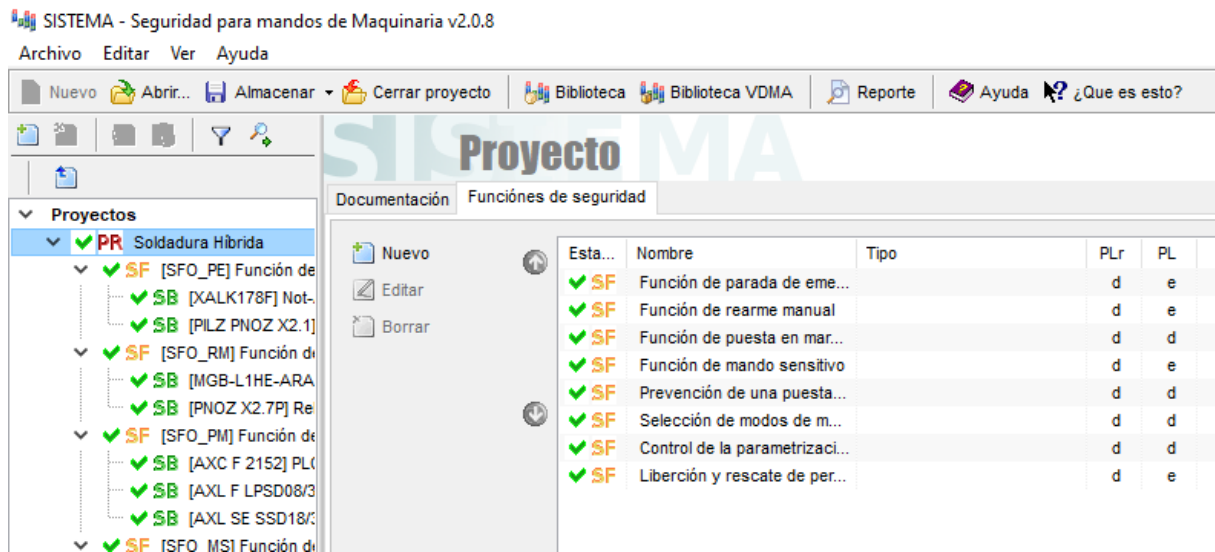 SISTEMA - Seguridad para mandos de Maquinaria v2.0.8
Archivo Editar Ver Ayuda
Nuevo Abrir... Almacenar Cerrar proyecto Biblioteca Biblioteca VDMA Reporte Ayuda ¿Que es esto?
SISTEMA
Proyecto
Documentación Funciónes de seguridad
Proyectos
PR Soldadura Híbrida
SF [SFO_PE] Función de
SB [XALK178F] Not-.
SB [PILZ PNOZ X2.1]
SF [SFO_RM] Función de
SB [MGB-L1HE-ARA
SB [PNOZ X2.7P] Re
SF [SFO_PM] Función de
SB [AXC F 2152] PL
SB [AXL F LPSD08/3
SB [AXL SE SSD18/
SF [SFO_MS] Función d
Nuevo
Editar
Borrar
Esta... Nombre Tipo PLr PL
SF Función de parada de eme... d e
SF Función de rearme manual d e
SF Función de puesta en mar... d d
SF Función de mando sensitivo d e
SF Prevención de una puesta... d d
SF Selección de modos de m... d d
SF Control de la parametrizaci... d d
SF Liberción y rescate de per... d e